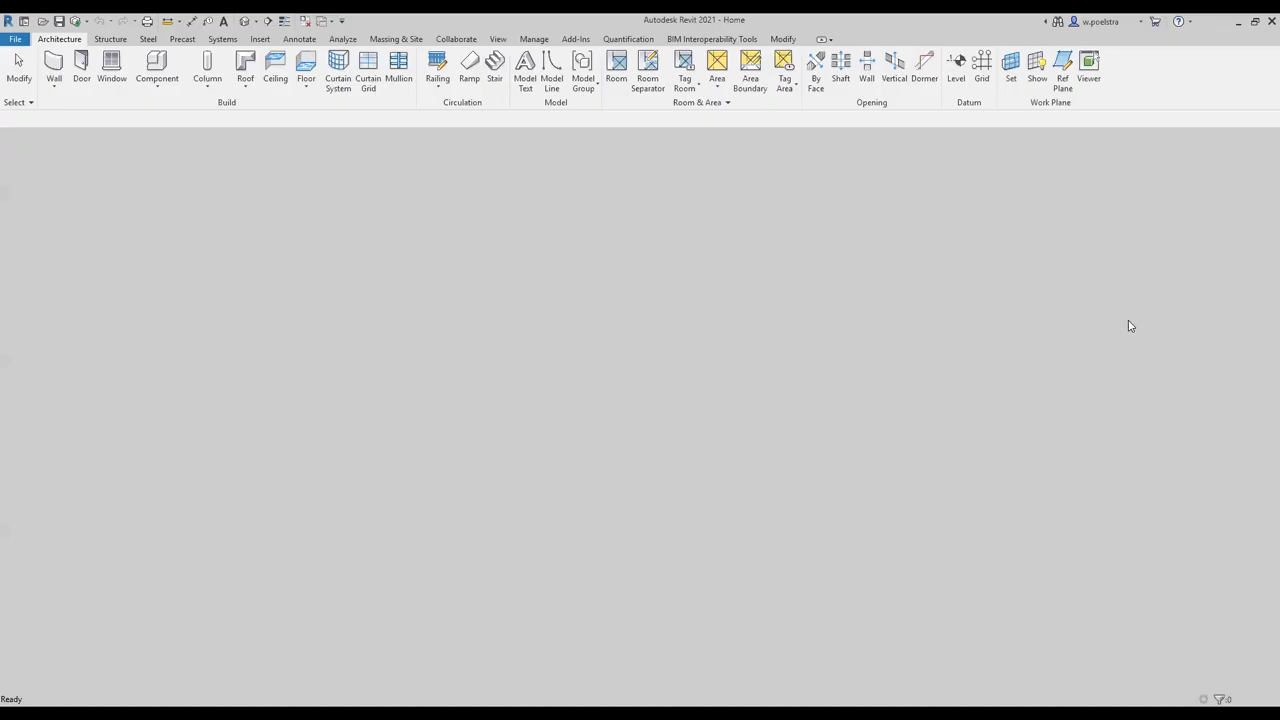 Autodesk Revit 2021 - Home
w.poelstra
File Architecture Structure Steel Precast Systems Insert Annotate Analyze Massing & Site Collaborate View Manage Add-Ins Quantification BIM Interoperability Tools Modify
Modify Wall Door Window Component Column Roof Ceiling Floor Curtain System Curtain Grid Mullion Railing Ramp Stair Model Text Model Line Model Group Room Room Separator Tag Room Area Area Boundary Tag Area By Face Shaft Wall Vertical Dormer Level Grid Set Show Ref Plane Viewer
Select Build Circulation Model Room & Area Opening Datum Work Plane
Ready :0